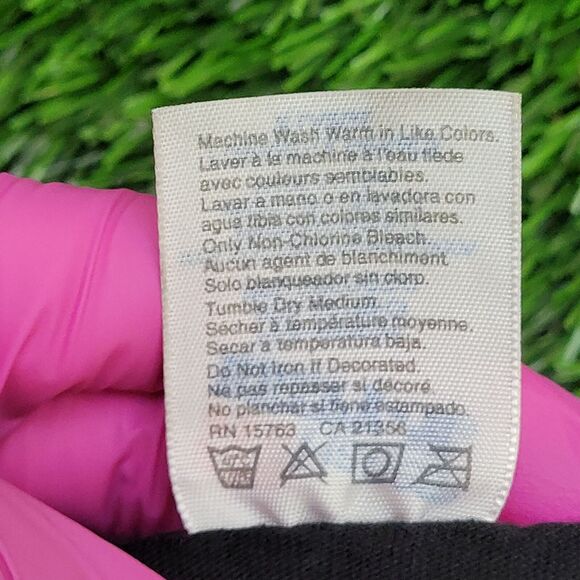 Machine Wash Warm in Like Colors.
Laver à la machine à l'eau tiède
avec couleurs semblables.
Lavar a mano o en lavadora con
agua tibia con colores similares.
Only Non-Chlorine Bleach.
Aucun agent de blanchiment
Solo blanqueador sin cloro.
Tumble Dry Medium.
Sécher à température moyenne.
Secar a temperatura baja.
Do Not Iron If Decorated.
Ne pas repasser si décoré.
No planchar si tiene estampado.
RN 15763 CA 21356